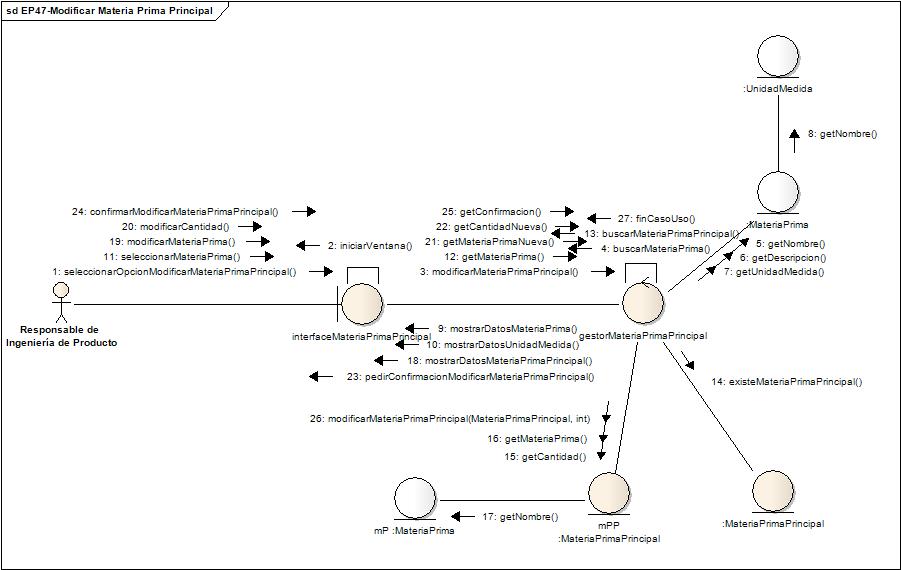 sd EP47-Modificar Materia Prima Principal
:UnidadMedida
8: getNombre()
:MateriaPrima
24: confirmarModificarMateriaPrimaPrincipal()
20: modificarCantidad()
19: modificarMateriaPrima()
11: seleccionarMateriaPrima()
1: seleccionarOpcionModificarMateriaPrimaPrincipal()
2: iniciarVentana()
25: getConfirmacion()
22: getCantidadNueva()
21: getMateriaPrimaNueva()
12: getMateriaPrima()
3: modificarMateriaPrimaPrincipal()
27: finCasoUso()
13: buscarMateriaPrimaPrincipal()
4: buscarMateriaPrima()
5: getNombre()
6: getDescripcion()
7: getUnidadMedida()
Responsable de
Ingeniería de Producto
interfaceMateriaPrimaPrincipal
gestorMateriaPrimaPrincipal
9: mostrarDatosMateriaPrima()
10: mostrarDatosUnidadMedida()
18: mostrarDatosMateriaPrimaPrincipal()
23: pedirConfirmacionModificarMateriaPrimaPrincipal()
14: existeMateriaPrimaPrincipal()
26: modificarMateriaPrimaPrincipal(MateriaPrimaPrincipal, int)
16: getMateriaPrima()
15: getCantidad()
17: getNombre()
mP :MateriaPrima
mPP
:MateriaPrimaPrincipal
:MateriaPrimaPrincipal